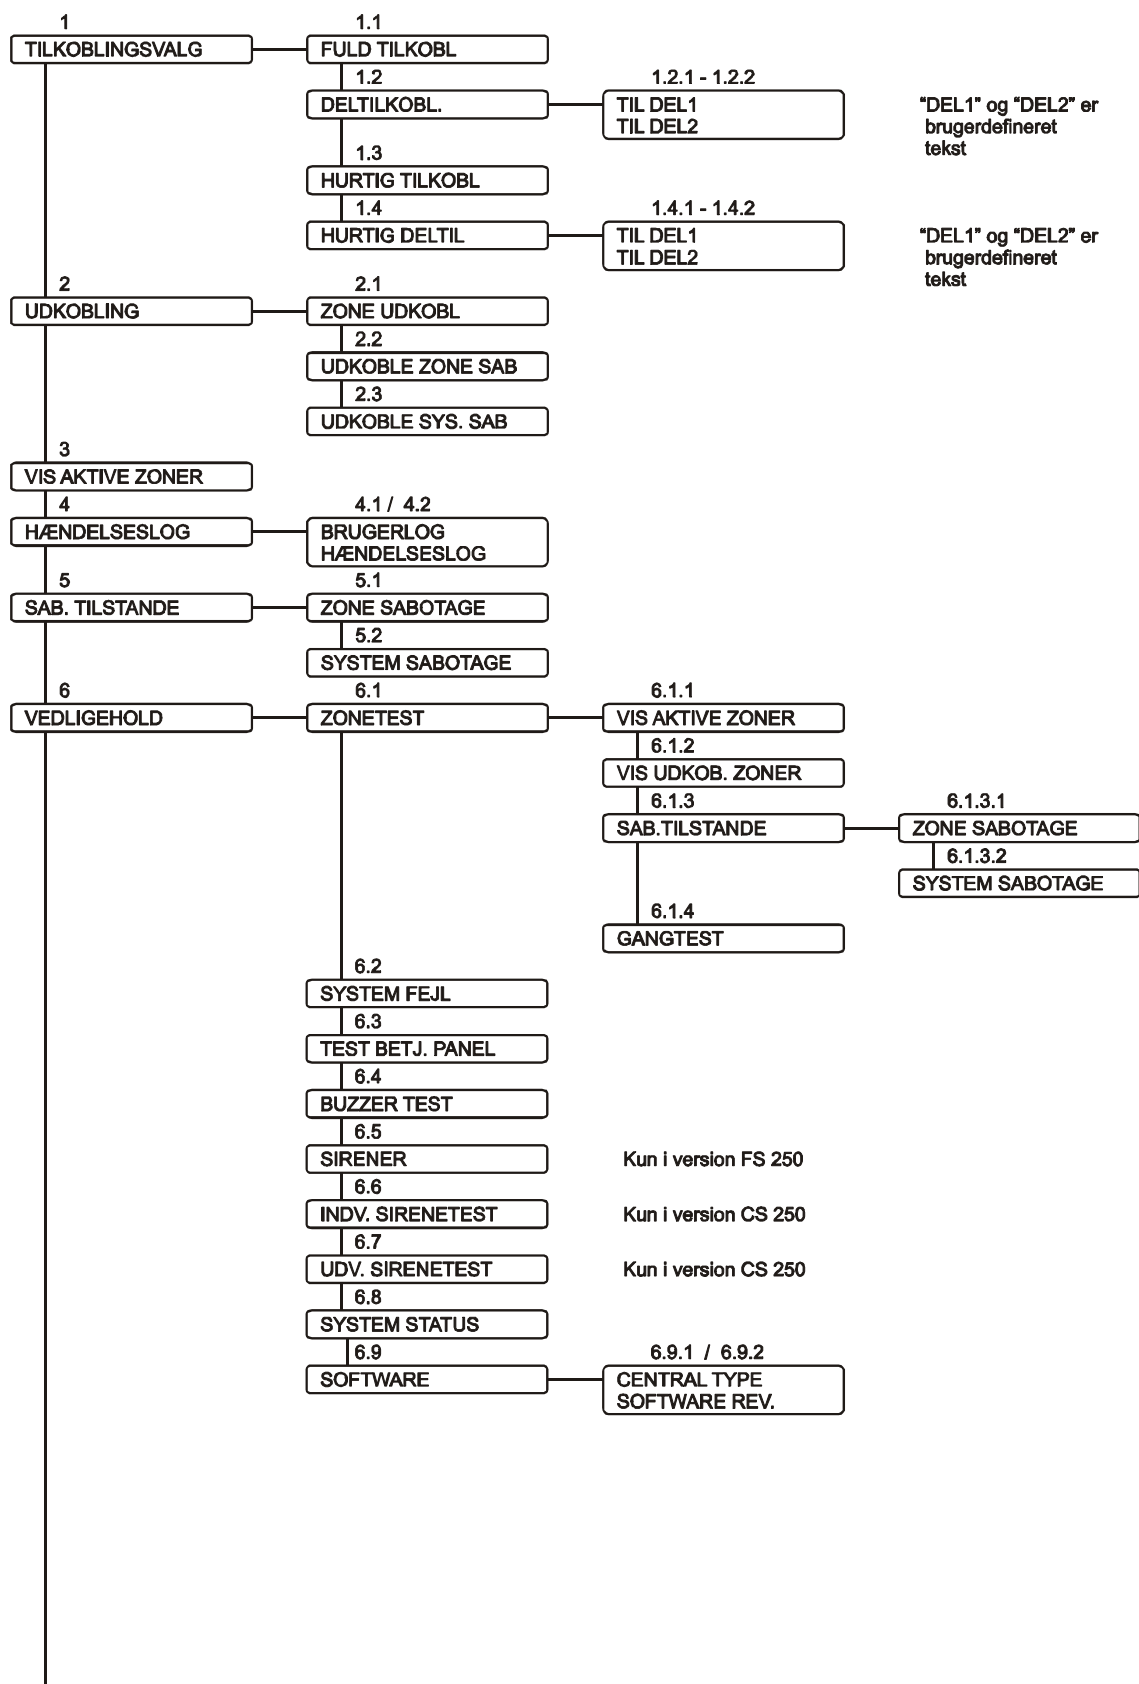 1 1.1
TILKOBLINGSVALG FULD TILKOBL
1.2 1.2.1 - 1.2.2
DELTILKOBL. TIL DEL1 “DEL1” og “DEL2” er
TIL DEL2 brugerdefineret
tekst
1.3
HURTIG TILKOBL
1.4 1.4.1 - 1.4.2
HURTIG DELTIL TIL DEL1 “DEL1” og “DEL2” er
TIL DEL2 brugerdefineret
tekst
2 2.1
UDKOBLING ZONE UDKOBL
2.2
UDKOBLE ZONE SAB
2.3
UDKOBLE SYS. SAB
3
VIS AKTIVE ZONER
4 4.1 / 4.2
HÆNDELSESLOG BRUGERLOG
HÆNDELSESLOG
5 5.1
SAB. TILSTANDE ZONE SABOTAGE
5.2
SYSTEM SABOTAGE
6 6.1 6.1.1
VEDLIGEHOLD ZONETEST VIS AKTIVE ZONER
6.1.2
VIS UDKOB. ZONER
6.1.3 6.1.3.1
SAB.TILSTANDE ZONE SABOTAGE
6.1.3.2
SYSTEM SABOTAGE
6.1.4
GANGTEST
6.2
SYSTEM FEJL
6.3
TEST BETJ. PANEL
6.4
BUZZER TEST
6.5
SIRENER Kun i version FS 250
6.6
INDV. SIRENETEST Kun i version CS 250
6.7
UDV. SIRENETEST Kun i version CS 250
6.8
SYSTEM STATUS
6.9 6.9.1 / 6.9.2
SOFTWARE CENTRAL TYPE
SOFTWARE REV.